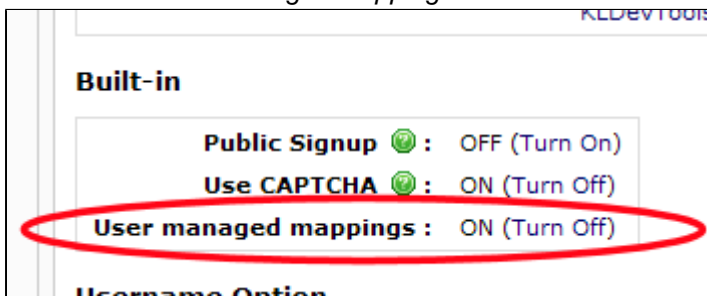 KLDevTools
Built-in
Public Signup : OFF (Turn On)
Use CAPTCHA : ON (Turn Off)
User managed mappings : ON (Turn Off)
Username Option